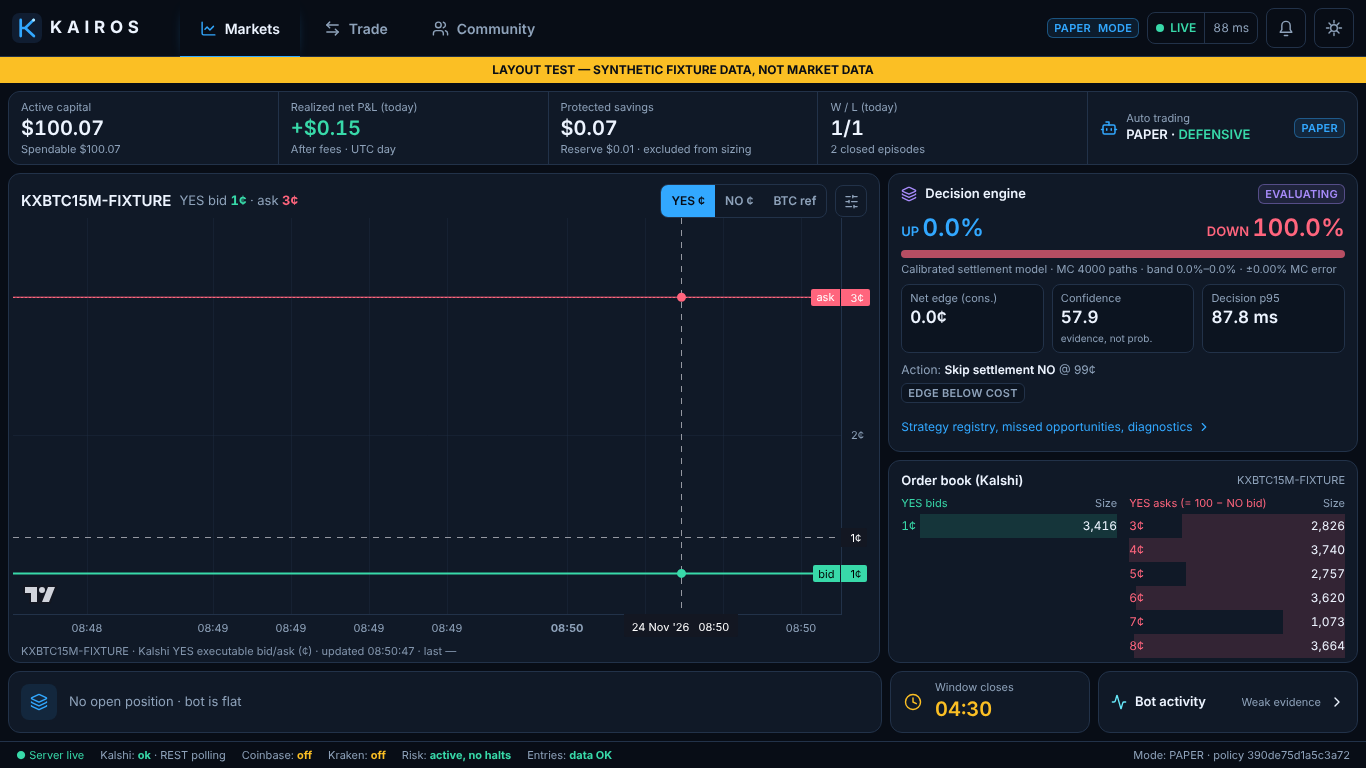 KAIROS
Markets
Trade
Community
PAPER MODE
LIVE
88 ms
LAYOUT TEST — SYNTHETIC FIXTURE DATA, NOT MARKET DATA
Active capital
$100.07
Spendable $100.07
Realized net P&L (today)
+$0.15
After fees · UTC day
Protected savings
$0.07
Reserve $0.01 · excluded from sizing
W / L (today)
1/1
2 closed episodes
Auto trading
PAPER · DEFENSIVE
PAPER
KXBTC15M-FIXTURE YES bid 1¢ · ask 3¢
YES ¢ NO ¢ BTC ref
ask 3¢
2¢
1¢
bid 1¢
08:48 08:49 08:49 08:49 08:49 08:50 24 Nov '26 08:50 08:50
KXBTC15M-FIXTURE · Kalshi YES executable bid/ask (¢) · updated 08:50:47 · last —
Decision engine
EVALUATING
UP 0.0%
DOWN 100.0%
Calibrated settlement model · MC 4000 paths · band 0.0%–0.0% · ±0.00% MC error
Net edge (cons.)
0.0¢
Confidence
57.9
evidence, not prob.
Decision p95
87.8 ms
Action: Skip settlement NO @ 99¢
EDGE BELOW COST
Strategy registry, missed opportunities, diagnostics
Order book (Kalshi)
KXBTC15M-FIXTURE
YES bids Size
1¢ 3,416
YES asks (= 100 − NO bid) Size
3¢ 2,826
4¢ 3,740
5¢ 2,757
6¢ 3,620
7¢ 1,073
8¢ 3,664
No open position · bot is flat
Window closes
04:30
Bot activity
Weak evidence
Server live Kalshi: ok · REST polling Coinbase: off Kraken: off Risk: active, no halts Entries: data OK
Mode: PAPER · policy 390de75d1a5c3a72